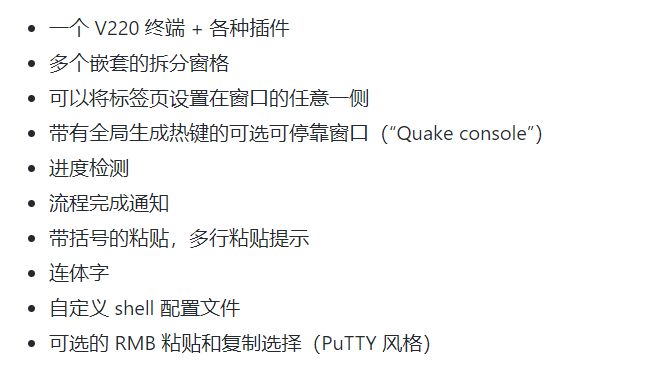 一个 V220 终端 + 各种插件
多个嵌套的拆分窗格
可以将标签页设置在窗口的任意一侧
带有全局生成热键的可选可停靠窗口（“Quake console”）
进度检测
流程完成通知
带括号的粘贴，多行粘贴提示
连体字
自定义 shell 配置文件
可选的 RMB 粘贴和复制选择（PuTTY 风格）